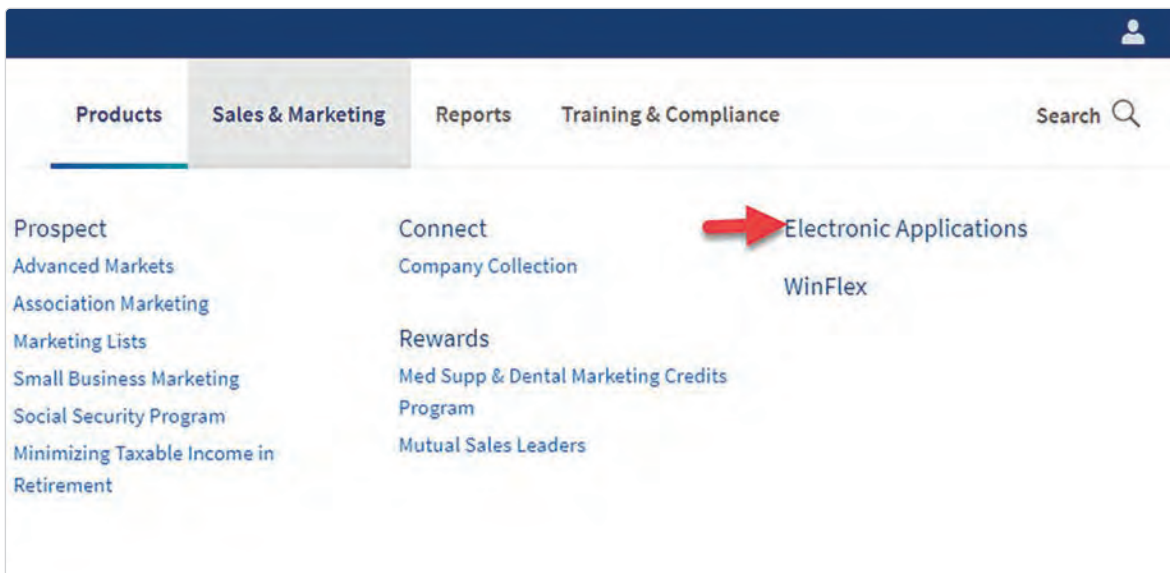 Products Sales & Marketing Reports Training & Compliance Search
Prospect
Advanced Markets
Association Marketing
Marketing Lists
Small Business Marketing
Social Security Program
Minimizing Taxable Income in
Retirement
Connect
Company Collection
Rewards
Med Supp & Dental Marketing Credits
Program
Mutual Sales Leaders
Electronic Applications
WinFlex